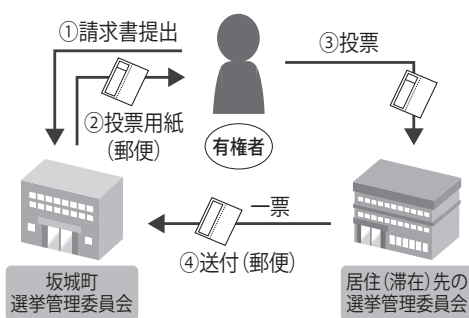 ①請求書提出
③投票
②投票用紙
(郵便)
有権者
一票
④送付(郵便)
坂城町
選挙管理委員会
居住(滞在)先の
選挙管理委員会